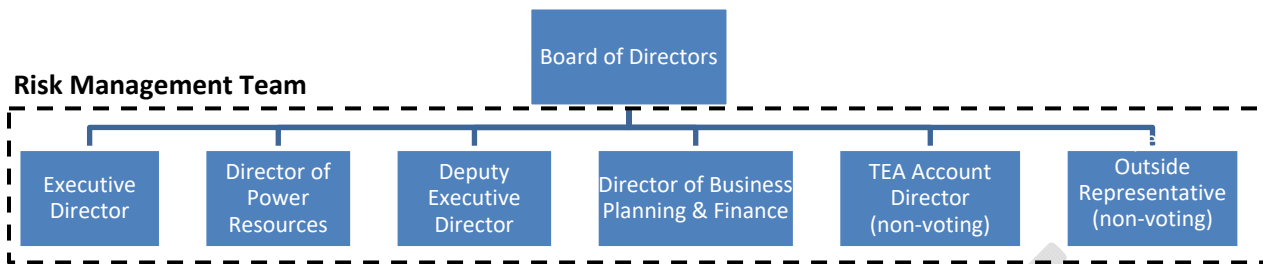 Board of Directors
Risk Management Team
Executive
Director
Director of
Power
Resources
Deputy
Executive
Director
Director of Business
Planning & Finance
TEA Account
Director
(non-voting)
Outside
Representative
(non-voting)